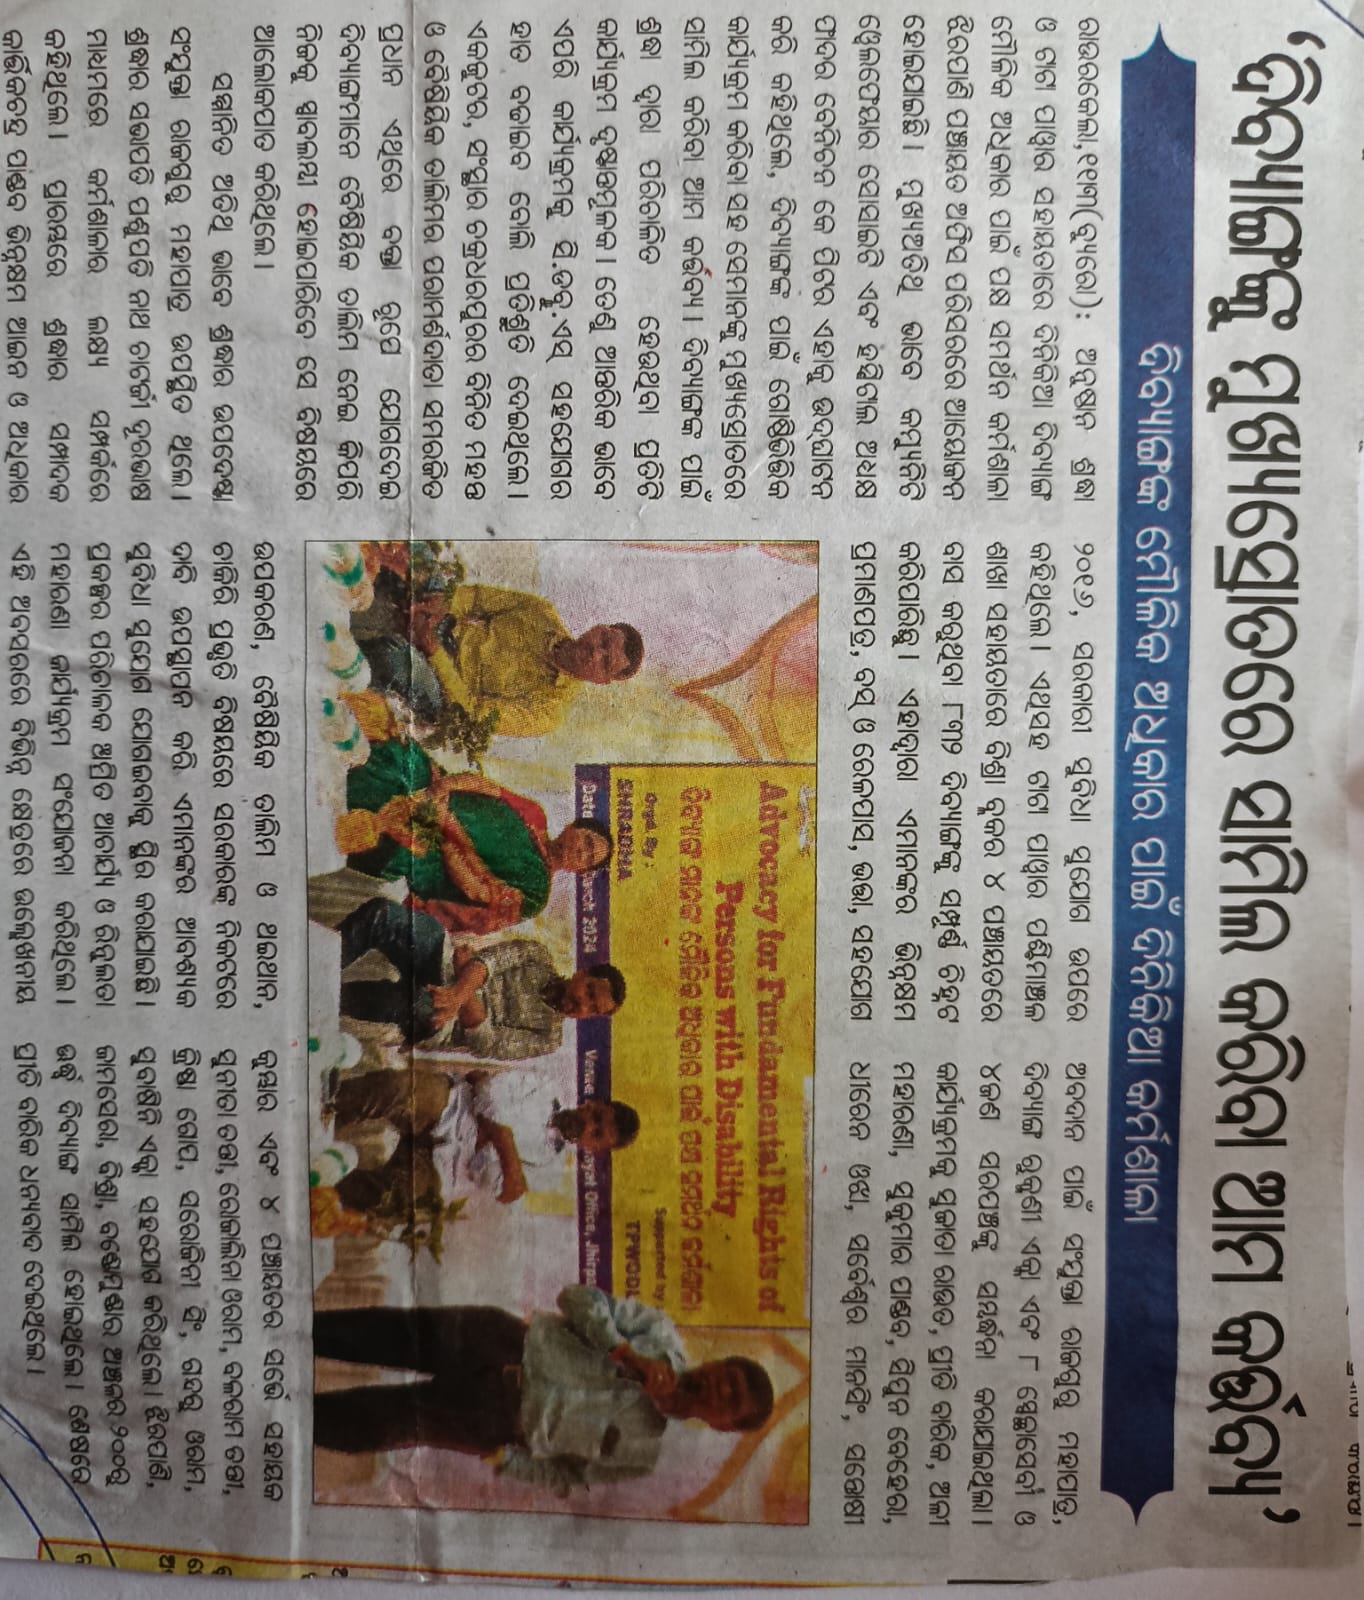 ‘ଦିବ୍ୟାଙ୍ଗଙ୍କୁ ମୁଖ୍ୟସ୍ରୋତରେ ସାମିଲ କରିବା ଆମ କର୍ତ୍ତବ୍ୟ’
ଦିବ୍ୟାଙ୍ଗଙ୍କ ମୌଳିକ ଅଧିକାର ପାଇଁ ଦିନିକିଆ କର୍ମଶାଳା
ରାଉରକେଲା,୧୧ା୩(ବ୍ୟୁରୋ): ଅନୁଷ୍ଠାନ ଶ୍ରଦ୍ଧା
ଓ ଟାଟା ପାୱାର ସହାୟତାରେ ଦିନିକିଆ ଦିବ୍ୟାଙ୍ଗ
ମୌଳିକ ଅଧିକାର ପାଇଁ ପକ୍ଷ ସମର୍ଥନ କର୍ମଶାଳା
ଝିରପାଣି ପଞ୍ଚାୟତ ଅଫିସ ପରିସରରେ ଆୟୋଜନ
ହୋଇଯାଇଛି। ମୁଖ୍ୟଅତିଥି ଭାବେ କମ୍ୟୁନିଟି
ୱେଲଫେୟାର ସୋସାଇଟି ଏବଂ ହସ୍ପିଟାଲ ଅଧ୍ୟକ୍ଷ
ଫାଦର ବେନିଚନ କେ ପିଟର ଏହାକୁ ଉଦ୍‌ଘାଟନ
କରି କହିଥିଲେ, ଦିବ୍ୟାଙ୍ଗଙ୍କ ପାଇଁ ଗୋଷ୍ଠିଭିତ୍ତିକ
କାର୍ଯ୍ୟକ୍ରମ କରିବା ସହ ସେମାନଙ୍କୁ ମୁଖ୍ୟସ୍ରୋତରେ
ସାମିଲ କରିବା ଆମ କର୍ତ୍ତବ୍ୟ। ଦିବ୍ୟାଙ୍ଗଙ୍କ ପାଇଁ
ଶ୍ରଦ୍ଧା ଦ୍ୱାରା ପରିଚାଳିତ ହେଉଥିବା ପ୍ରତିଟି
କାର୍ଯ୍ୟକ୍ରମ ଦୃଷ୍ଟାନ୍ତମୂଳକ। ତେଣୁ ଆନ୍ତରିକ ଭାବେ
ଏପରି କାର୍ଯ୍ୟକ୍ରମକୁ ସି.ଡବ୍ଲୁ.ଏସ୍ ସହଯୋଗର
ହାତ ବଢାଇବ ବୋଲି ପ୍ରତିଶ୍ରୁତି ଦେଇଥିଲେ।
ଏକଜୁଟର, ସଂସ୍ଥାର ଚକ୍ରଧରପୁରର ବିନିତ ମହନ୍ତ
ଓ ବୈଷିୟିକ ତାଲିମର ପରାମର୍ଶଦାତା ସମରଜିତ
ପ୍ରଧାନ ଏଥିରେ ବକ୍ତା ରୂପେ ଯୋଗଦେଇ
ଦିବ୍ୟାଙ୍ଗମାନେ ବୈଷିୟିକ ତାଲିମ ନେଇ କିପରି
ନିଜକୁ ସ୍ୱାବଲମ୍ବୀ ହୋଇପାରିବେ ସେ ବିଷୟରେ
ଆଲୋକପାତ କରିଥିଲେ।
ସମ୍ମାନିତ ଅତିଥି ଭାବେ ଶ୍ରଦ୍ଧାର ଉପଦେଷ୍ଟା
ସଂଯୁକ୍ତା ରାଜଗୁରୁ ମହାପାତ୍ର ଉପସ୍ଥିତ ଥିଲେ।
ଶ୍ରଦ୍ଧାର ସଭାପତି ପଶୁପତି ନାଥ ଚାଟର୍ଜୀ ଦୂରଭାଷ
ମାଧ୍ୟମରେ କର୍ମଶାଳାର ଲକ୍ଷ୍ୟ ସମ୍ପର୍କରେ
କହିଥିଲେ। ପ୍ରାରମ୍ଭରେ ଶ୍ରଦ୍ଧାର ସମ୍ପାଦକ
କାର୍ତ୍ତିକଚନ୍ଦ୍ର ପାଣ୍ଡବ ଭିନ୍ନକ୍ଷମ ଆଇନ ଓ ଅଧିକାର
୨୦୧୬, ସରକାରୀ ସୁବିଧା ସୁଯୋଗ ଉପରେ
କହିଥିଲେ। ଏଥିସହ ଟାଟା ପାୱାର ପଶ୍ଚିମାଞ୍ଚଳ
ଶାଖା ସହାୟତାରେ ବିଶ୍ରା ବ୍ଲକର ୪ ପଞ୍ଚାୟତରେ
ବାସ କରୁଥିବା ୮୩୨ ଦିବ୍ୟାଙ୍ଗଙ୍କୁ ସମ୍ପୂର୍ଣ୍ଣ ଚିହ୍ନଟ
କରିପାରିଛୁ। ଏହାଦ୍ୱାରା ଏମାନଙ୍କର ଭିନ୍ନକ୍ଷମ
ପ୍ରମାଣପତ୍ର, ବସ୍ ଓ ରେଳପାସ, ଭତ୍ତା, ସହଯୋଗ
Advocacy for Fundamental Rights of
Persons with Disability
ଦିବ୍ୟାଙ୍ଗ ମାନଙ୍କ ମୌଳିକ ଅଧିକାର ପାଇଁ ପକ୍ଷ ସମର୍ଥନ କର୍ମଶାଳା
Orgd. By :
SHRADHA
Supported by :
TPWODL
Date March 2024
Venue Office,
ଉପକରଣ, ବୈଷିୟିକ ତାଲିମ ଓ ଥଇଥାନ,
ଚାକିରି ପ୍ରଭୃତି ବିଷୟରେ ସରକାରଙ୍କ ନିକଟରେ
ଦାବି ଉପସ୍ଥାପନ କରି ଏମାନଙ୍କର ଆବଶ୍ୟକ
ସୁବିଧା ସୁଯୋଗ ଯୋଗଇବାକୁ ସ୍ଥିର କରାଯାଇଛି।
ପ୍ରକଳ୍ପର ପରିଚାଳକ ଆଚାର୍ଯ୍ୟ ଓ ରିନୁଲତା
ମହାରଣା କାର୍ଯ୍ୟକ୍ରମ ସଂଯୋଜନା କରିଥିଲେ।
ଏହି ଅବସରରେ ବିଭିନ୍ନ କ୍ଷେତ୍ରରେ ଉଲ୍ଲେଖନୀୟ
ଅବଦାନ ପାଇଁ ସଂଯୁକ୍ତା ରାଜଗୁରୁ ମହାପାତ୍ର,
ଦିବ୍ୟାଙ୍ଗ ରୁକ୍ମଣୀ ଏକ୍କା ଏବଂ ୮ ସ୍ୱେଚ୍ଛାସେବୀ ଓ
୪ଜଣ ସରପଞ୍ଚଙ୍କୁ ସମ୍ବର୍ଦ୍ଧନା କରାଯାଇଥିଲା।
କାର୍ଯ୍ୟକ୍ରମକୁ ସୁଜାତା ରାଉତ, ପ୍ରୀତି ବାରିକ, ଅଳୀ
ମହାରଣା, ସୁକୁମାର ପାଣ୍ଡବ, ସିପୁନ ବେହେରା,
ଧୀରେନ ଓଝା, ସର୍ବେଶ୍ୱର ମାନସିଂ, ସନ୍ତୋଷୀ
କୁମ୍ଭାର ଏବଂ ୪ ପଞ୍ଚାୟତର ସର୍ଭେ ସହାୟକ
ସୁନୀତା ତନ୍ତୀ, ରୋଜାଲିନା ଓରାମ, ବଳରାମ ତନ୍ତୀ,
କ୍ରିଷ୍ଣା ଗୋପ, ସରୋଜିନୀ ସିଂ, ଗନ୍ଦରୁ ଓରାମ,
ସୁବାଷିନି ଏକ୍କା ସହଯୋଗ କରିଥିଲେ। ଝିରପାଣି,
ଜାମସେରା, ବିଶ୍ରା, ବଣ୍ଡୋମୁଣ୍ଡାର ଅଞ୍ଚଳର ୨୦୦ରୁ
ଊର୍ଦ୍ଧ୍ୱ ଦିବ୍ୟାଙ୍ଗ ସାମିଲ ହୋଇଥିଲେ। ଶେଷରେ
ପ୍ରୀତି ବାରିକ ଧନ୍ୟବାଦ ଦେଇଥିଲେ।